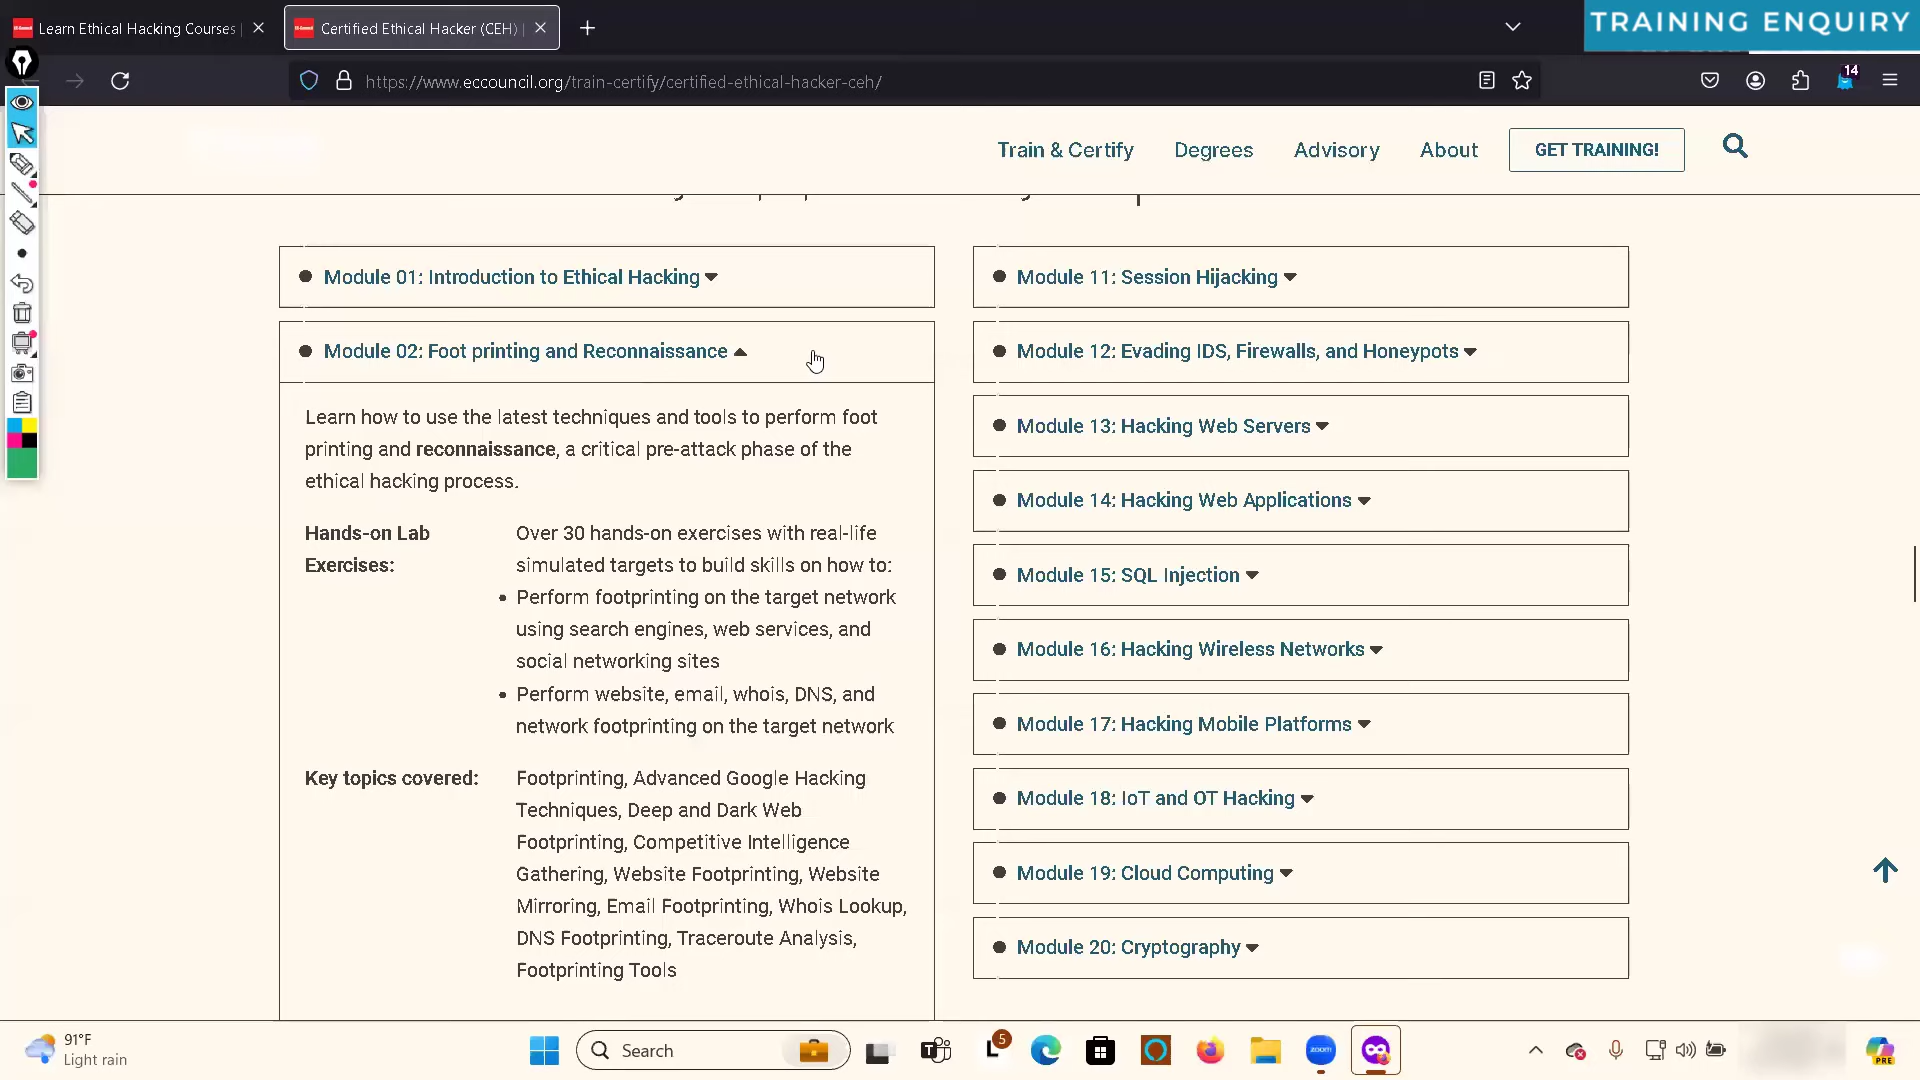 Learn Ethical Hacking Courses |
Certified Ethical Hacker (CEH) |
TRAINING ENQUIRY
https://www.eccouncil.org/train-certify/certified-ethical-hacker-ceh/
14
Train & Certify
Degrees
Advisory
About
GET TRAINING!
Module 01: Introduction to Ethical Hacking
Module 02: Foot printing and Reconnaissance
Learn how to use the latest techniques and tools to perform foot
printing and reconnaissance, a critical pre-attack phase of the
ethical hacking process.
Hands-on Lab
Exercises:
Over 30 hands-on exercises with real-life
simulated targets to build skills on how to:
Perform footprinting on the target network
using search engines, web services, and
social networking sites
Perform website, email, whois, DNS, and
network footprinting on the target network
Key topics covered:
Footprinting, Advanced Google Hacking
Techniques, Deep and Dark Web
Footprinting, Competitive Intelligence
Gathering, Website Footprinting, Website
Mirroring, Email Footprinting, Whois Lookup,
DNS Footprinting, Traceroute Analysis,
Footprinting Tools
Module 11: Session Hijacking
Module 12: Evading IDS, Firewalls, and Honeypots
Module 13: Hacking Web Servers
Module 14: Hacking Web Applications
Module 15: SQL Injection
Module 16: Hacking Wireless Networks
Module 17: Hacking Mobile Platforms
Module 18: IoT and OT Hacking
Module 19: Cloud Computing
Module 20: Cryptography
91°F
Light rain
Search
5
zoom
PRE